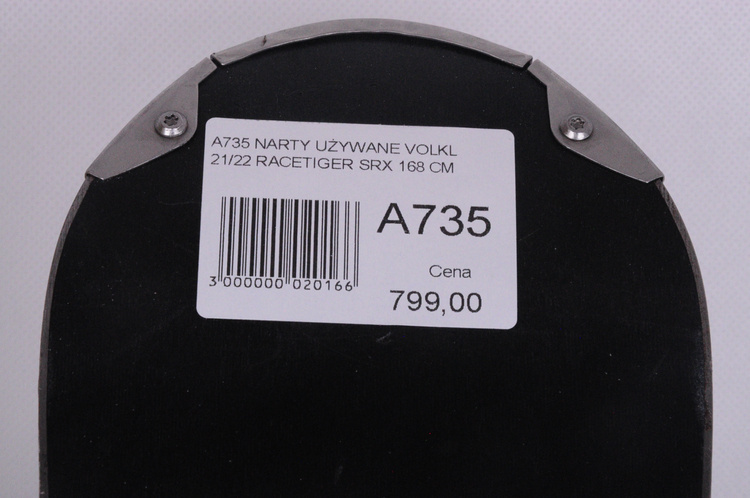 A735 NARTY UŻYWANE VOLKL
21/22 RACETIGER SRX 168 CM
A735
Cena
799,00
3 000000 020166